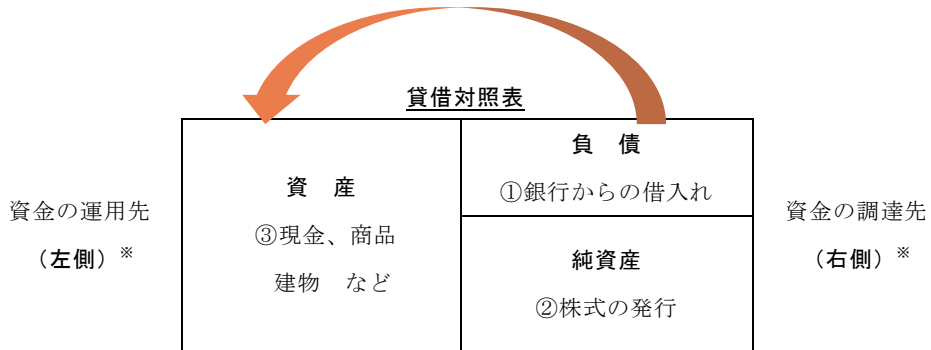 貸借対照表
資金の運用先
（左側）※
資　産
③現金、商品
建物　など
負　債
①銀行からの借入れ
純資産
②株式の発行
資金の調達先
（右側）※